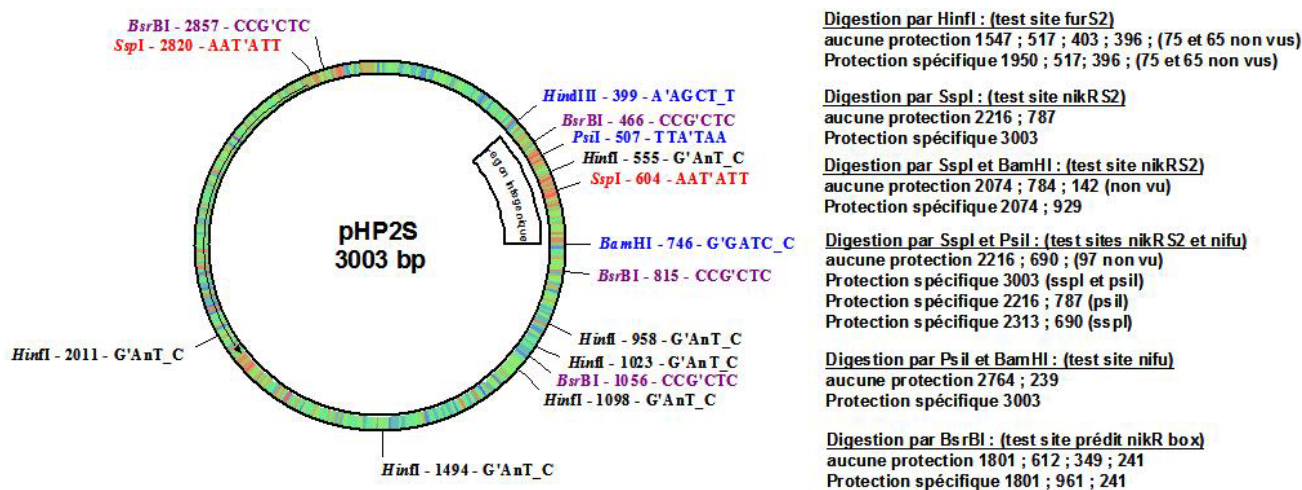 BsrBI - 2857 - CCG'CTC
SspI - 2820 - AAT'ATT
HindIII - 399 - A'AGCT_T
BsrBI - 466 - CCG'CTC
PsiI - 507 - TTA'TAA
HinfI - 555 - G'AnT_C
SspI - 604 - AAT'ATT
egion intege nique
pHP2S
3003 bp
BamHI - 746 - G'GATC_C
BsrBI - 815 - CCG'CTC
HinfI - 958 - G'AnT_C
HinfI - 1023 - G'AnT_C
BsrBI - 1056 - CCG'CTC
HinfI - 1098 - G'AnT_C
HinfI - 2011 - G'AnT_C
HinfI - 1494 - G'AnT_C
Digestion par HinfI : (test site furS2)
aucune protection 1547 ; 517 ; 403 ; 396 ; (75 et 65 non vus)
Protection spécifique 1950 ; 517; 396 ; (75 et 65 non vus)
Digestion par SspI : (test site nikRS2)
aucune protection 2216 ; 787
Protection spécifique 3003
Digestion par SspI et BamHI : (test site nikRS2)
aucune protection 2074 ; 784 ; 142 (non vu)
Protection spécifique 2074 ; 929
Digestion par SspI et PsiI : (test sites nikRS2 et nifu)
aucune protection 2216 ; 690 ; (97 non vu)
Protection spécifique 3003 (sspI et psiI)
Protection spécifique 2216 ; 787 (psiI)
Protection spécifique 2313 ; 690 (sspI)
Digestion par PsiI et BamHI : (test site nifu)
aucune protection 2764 ; 239
Protection spécifique 3003
Digestion par BsrBI : (test site prédit nikR box)
aucune protection 1801 ; 612 ; 349 ; 241
Protection spécifique 1801 ; 961 ; 241